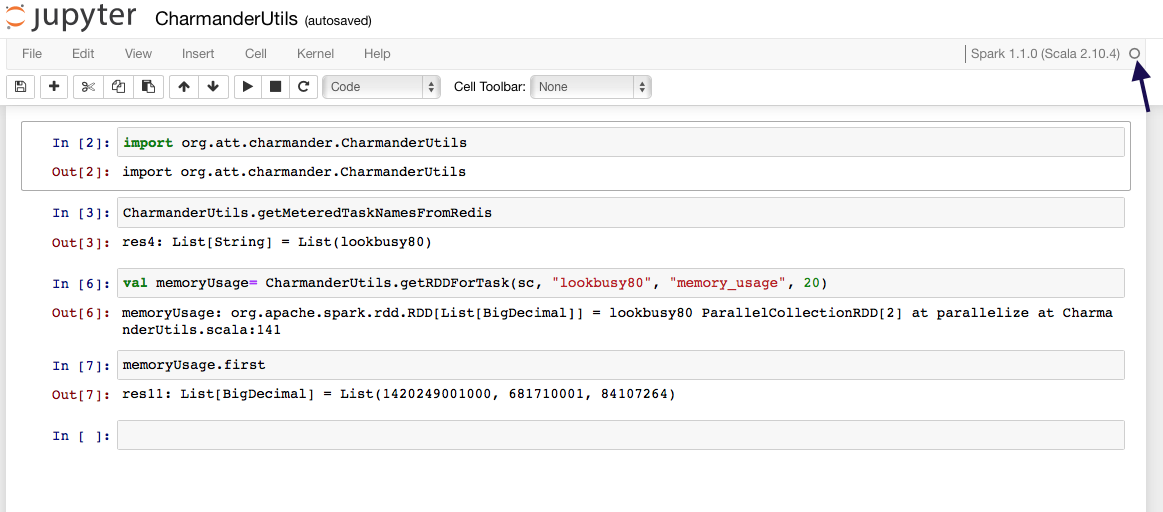 jupyter CharmanderUtils (autosaved)
File Edit View Insert Cell Kernel Help Spark 1.1.0 (Scala 2.10.4)
Code Cell Toolbar: None
In [2]: import org.att.charmander.CharmanderUtils
Out[2]: import org.att.charmander.CharmanderUtils
In [3]: CharmanderUtils.getMeteredTaskNamesFromRedis
Out[3]: res4: List[String] = List(lookbusy80)
In [6]: val memoryUsage= CharmanderUtils.getRDDForTask(sc, "lookbusy80", "memory_usage", 20)
Out[6]: memoryUsage: org.apache.spark.rdd.RDD[List[BigDecimal]] = lookbusy80 ParallelCollectionRDD[2] at parallelize at Charma
nderUtils.scala:141
In [7]: memoryUsage.first
Out[7]: res11: List[BigDecimal] = List(1420249001000, 681710001, 84107264)
In [ ]: